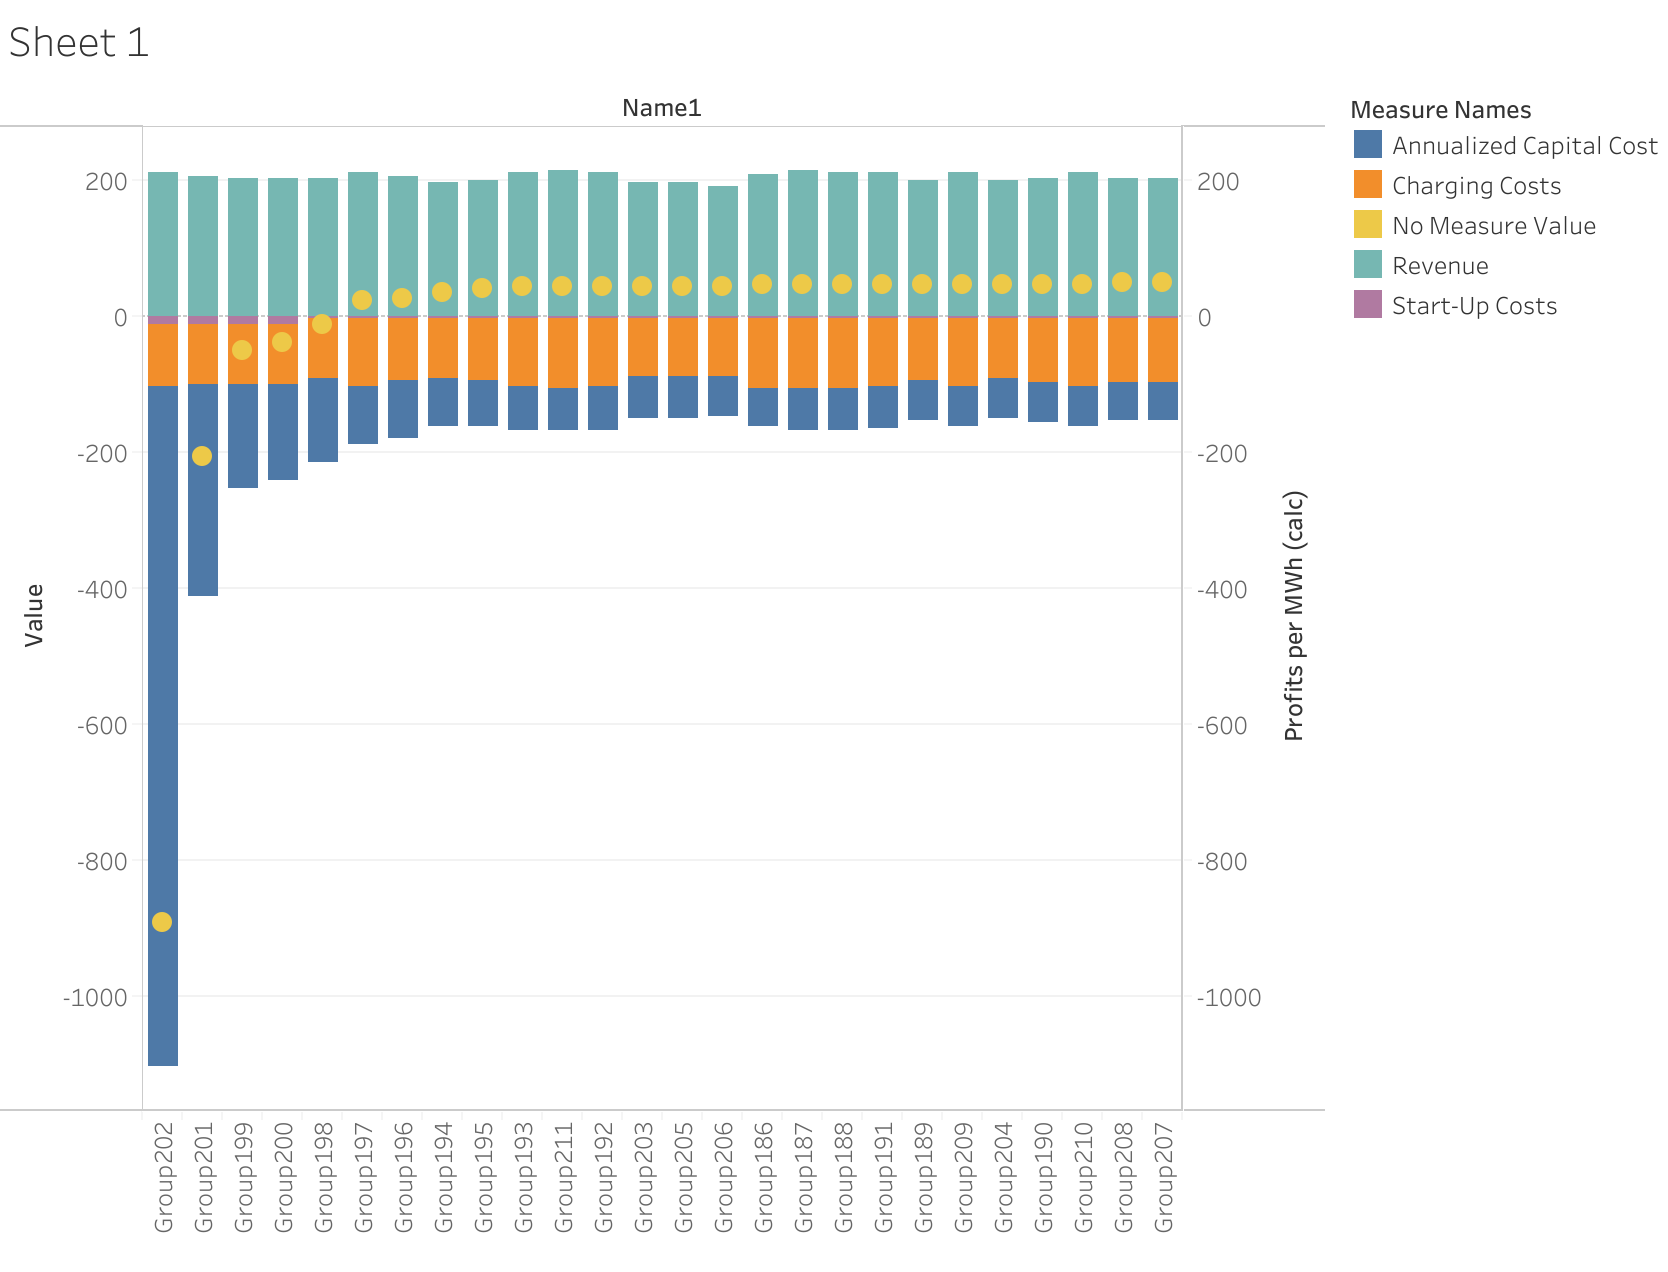 Sheet 1
Name1
Measure Names
Annualized Capital Cost
Charging Costs
No Measure Value
Revenue
Start-Up Costs
200
0
-200
-400
-600
-800
-1000
Value
200
0
-200
-400
-600
-800
-1000
Profits per MWh (calc)
Group202
Group201
Group199
Group200
Group198
Group197
Group196
Group194
Group195
Group193
Group211
Group192
Group203
Group205
Group206
Group186
Group187
Group188
Group191
Group189
Group209
Group204
Group190
Group210
Group208
Group207